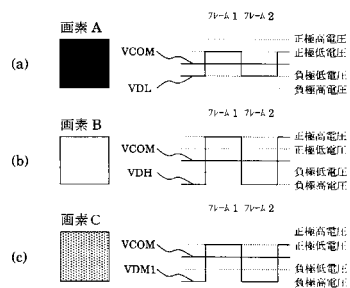 画素A
フレーム1 フレーム2
(a)
VCOM
VDL
正極高電圧
正極低電圧
負極低電圧
負極高電圧
画素B
フレーム1 フレーム2
(b)
VCOM
VDH
正極高電圧
正極低電圧
負極低電圧
負極高電圧
画素C
フレーム1 フレーム2
(c)
VCOM
VDM1
正極高電圧
正極低電圧
負極低電圧
負極高電圧